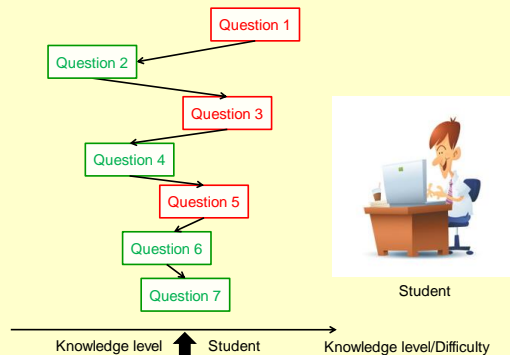 Question 1
Question 2
Question 3
Question 4
Question 5
Question 6
Question 7
Student
Knowledge level Student Knowledge level/Difficulty